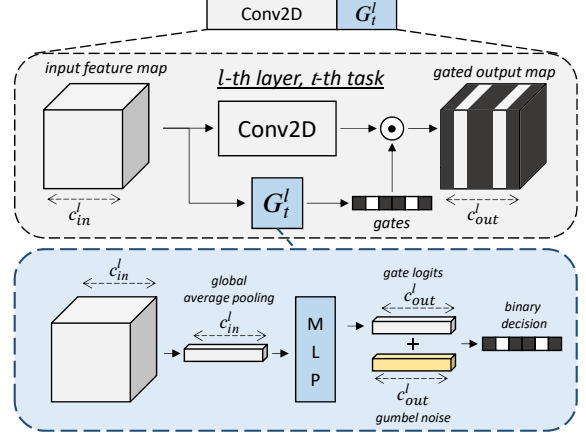 Conv2D G_t^l
input feature map
l-th layer, t-th task
gated output map
Conv2D
c_in^l
G_t^l
gates
c_out^l
c_in^l
global
average pooling
c_in^l
M
L
P
gate logits
c_out^l
+
c_out^l
gumbel noise
binary
decision